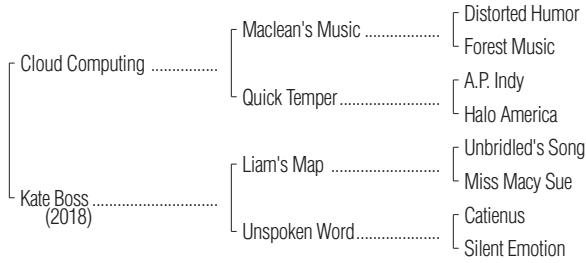 Distorted Humor
Maclean's Music ..................
Forest Music
Cloud Computing ................
A.P. Indy
Quick Temper........................
Halo America
Unbridled's Song
Liam's Map ..........................
Miss Macy Sue
Kate Boss ..............................
(2018)
Catienus
Unspoken Word....................
Silent Emotion